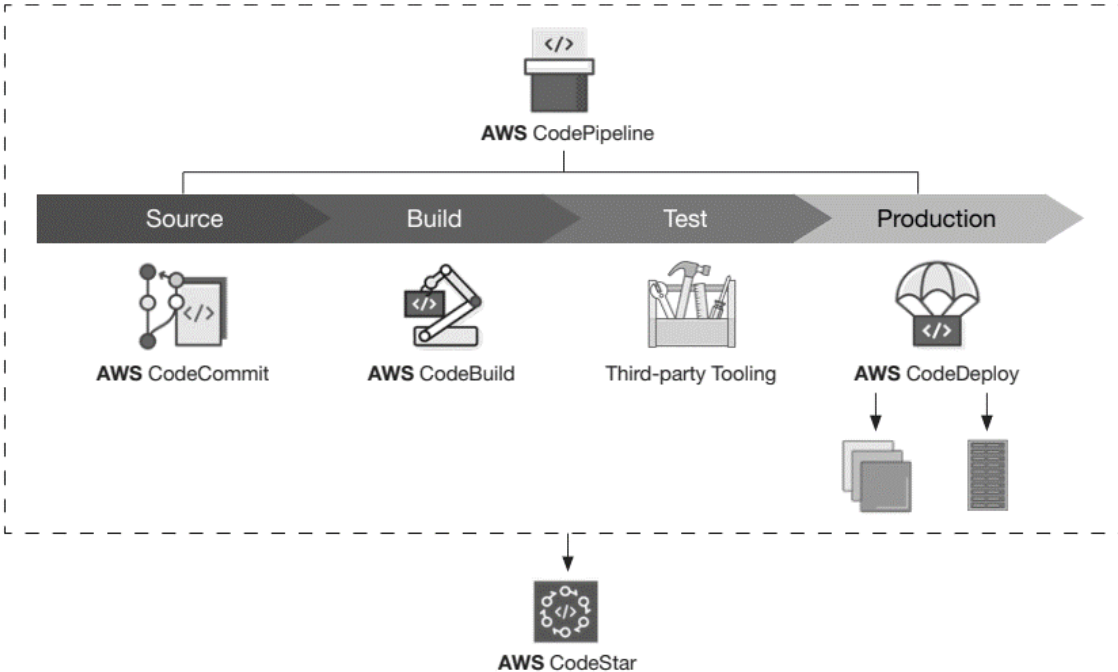 </>
AWS CodePipeline
Source
Build
Test
Production
</>
</>
</>
AWS CodeCommit
AWS CodeBuild
Third-party Tooling
AWS CodeDeploy
</>
AWS CodeStar